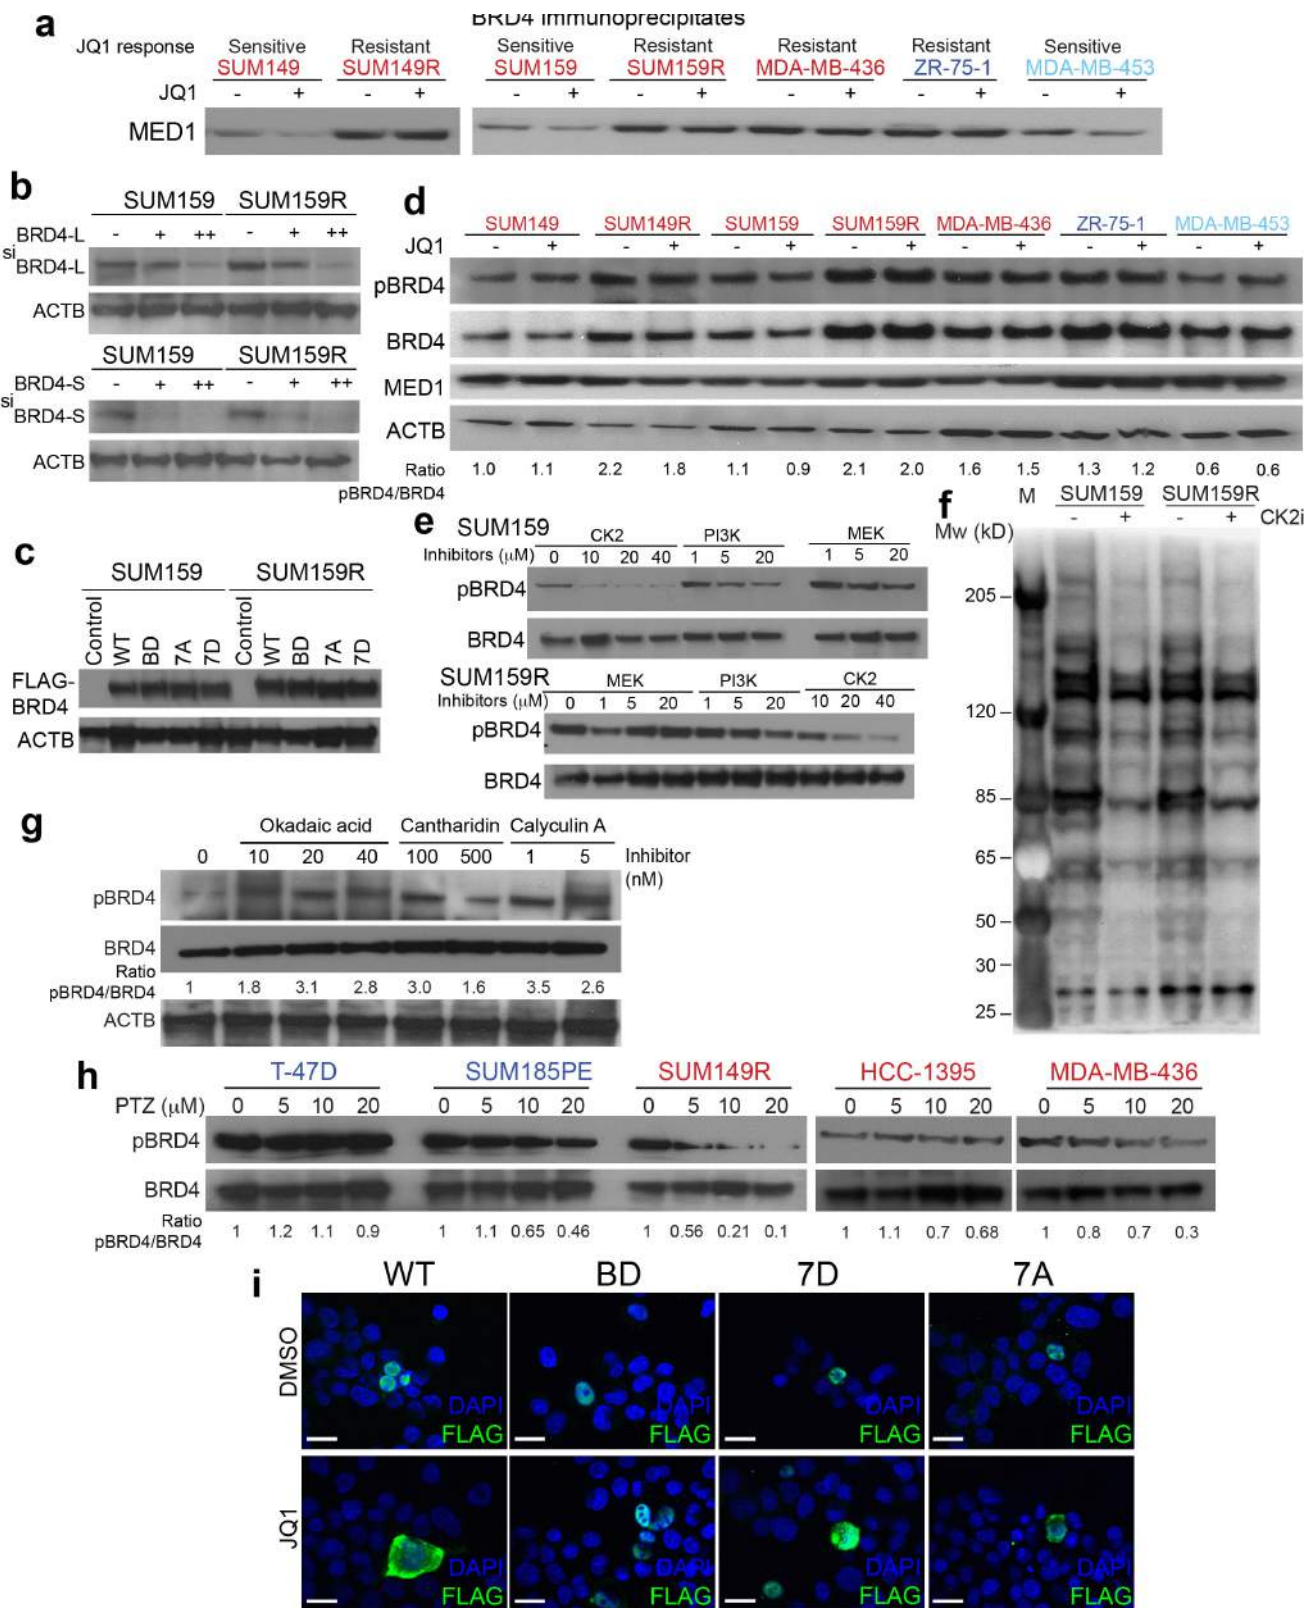 a
BRD4 immunoprecipitates
JQ1 response Sensitive Resistant Sensitive Resistant Resistant Resistant Sensitive
SUM149 SUM149R SUM159 SUM159R MDA-MB-436 ZR-75-1 MDA-MB-453
JQ1 - + - + - + - + - + - + - +
MED1
b
SUM159 SUM159R
BRD4-L - + ++ - + ++
si
BRD4-L
ACTB
SUM159 SUM159R
BRD4-S - + ++ - + ++
si
BRD4-S
ACTB
d
SUM149 SUM149R SUM159 SUM159R MDA-MB-436 ZR-75-1 MDA-MB-453
JQ1 - + - + - + - + - + - + - +
pBRD4
BRD4
MED1
ACTB
Ratio 1.0 1.1 2.2 1.8 1.1 0.9 2.1 2.0 1.6 1.5 1.3 1.2 0.6 0.6
pBRD4/BRD4
c
SUM159 SUM159R
Control WT BD 7A 7D Control WT BD 7A 7D
FLAG-
BRD4
ACTB
e
SUM159 CK2 PI3K MEK
Inhibitors (μM) 0 10 20 40 1 5 20 1 5 20
pBRD4
BRD4
SUM159R MEK PI3K CK2
Inhibitors (μM) 0 1 5 20 1 5 20 10 20 40
pBRD4
BRD4
f
M SUM159 SUM159R
Mw (kD) - + - + CK2i
205
120
85
65
50
30
25
g
Okadaic acid Cantharidin Calyculin A
0 10 20 40 100 500 1 5 Inhibitor
(nM)
pBRD4
BRD4
Ratio
pBRD4/BRD4 1 1.8 3.1 2.8 3.0 1.6 3.5 2.6
ACTB
h
T-47D SUM185PE SUM149R HCC-1395 MDA-MB-436
PTZ (μM) 0 5 10 20 0 5 10 20 0 5 10 20 0 5 10 20 0 5 10 20
pBRD4
BRD4
Ratio
pBRD4/BRD4 1 1.2 1.1 0.9 1 1.1 0.65 0.46 1 0.56 0.21 0.1 1 1.1 0.7 0.68 1 0.8 0.7 0.3
i
WT BD 7D 7A
DMSO
DAPI DAPI DAPI DAPI
FLAG FLAG FLAG FLAG
JQ1
DAPI DAPI DAPI DAPI
FLAG FLAG FLAG FLAG